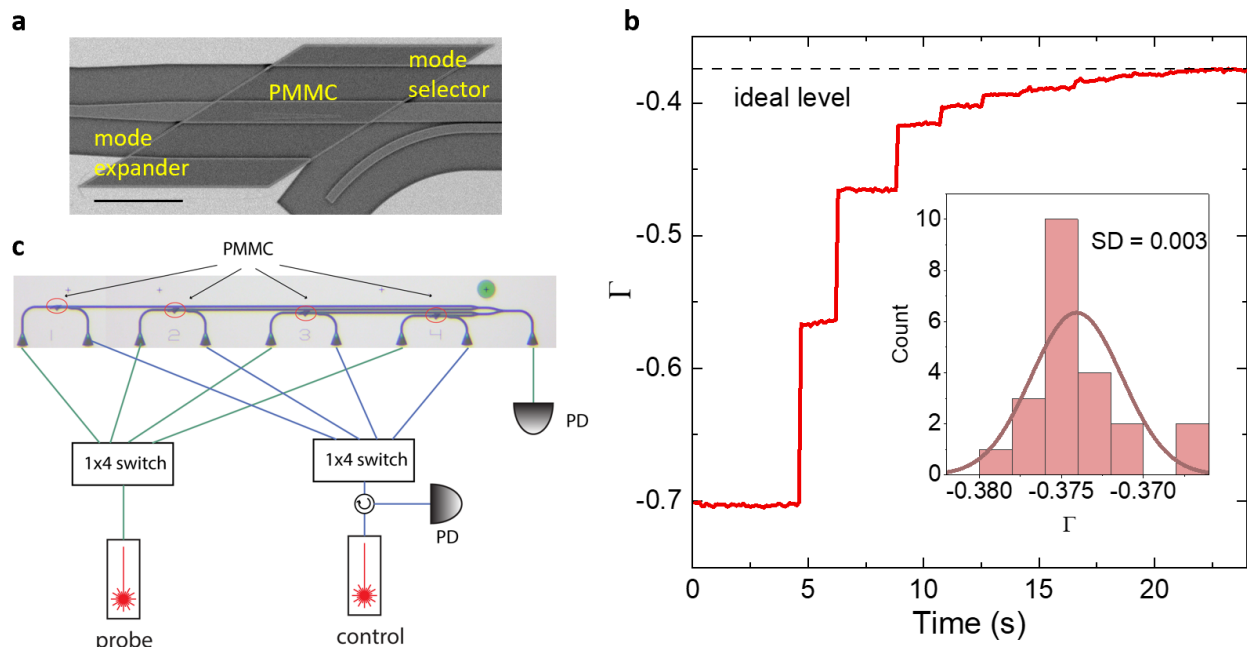 a
mode
selector
PMMC
mode
expander
b
-0.4
-0.5
-0.6
-0.7
Γ
ideal level
10
8
6
4
2
0
Count
SD = 0.003
-0.380
-0.375
-0.370
Γ
0
5
10
15
20
Time (s)
c
PMMC
1
2
3
4
PD
1x4 switch
1x4 switch
PD
probe
control